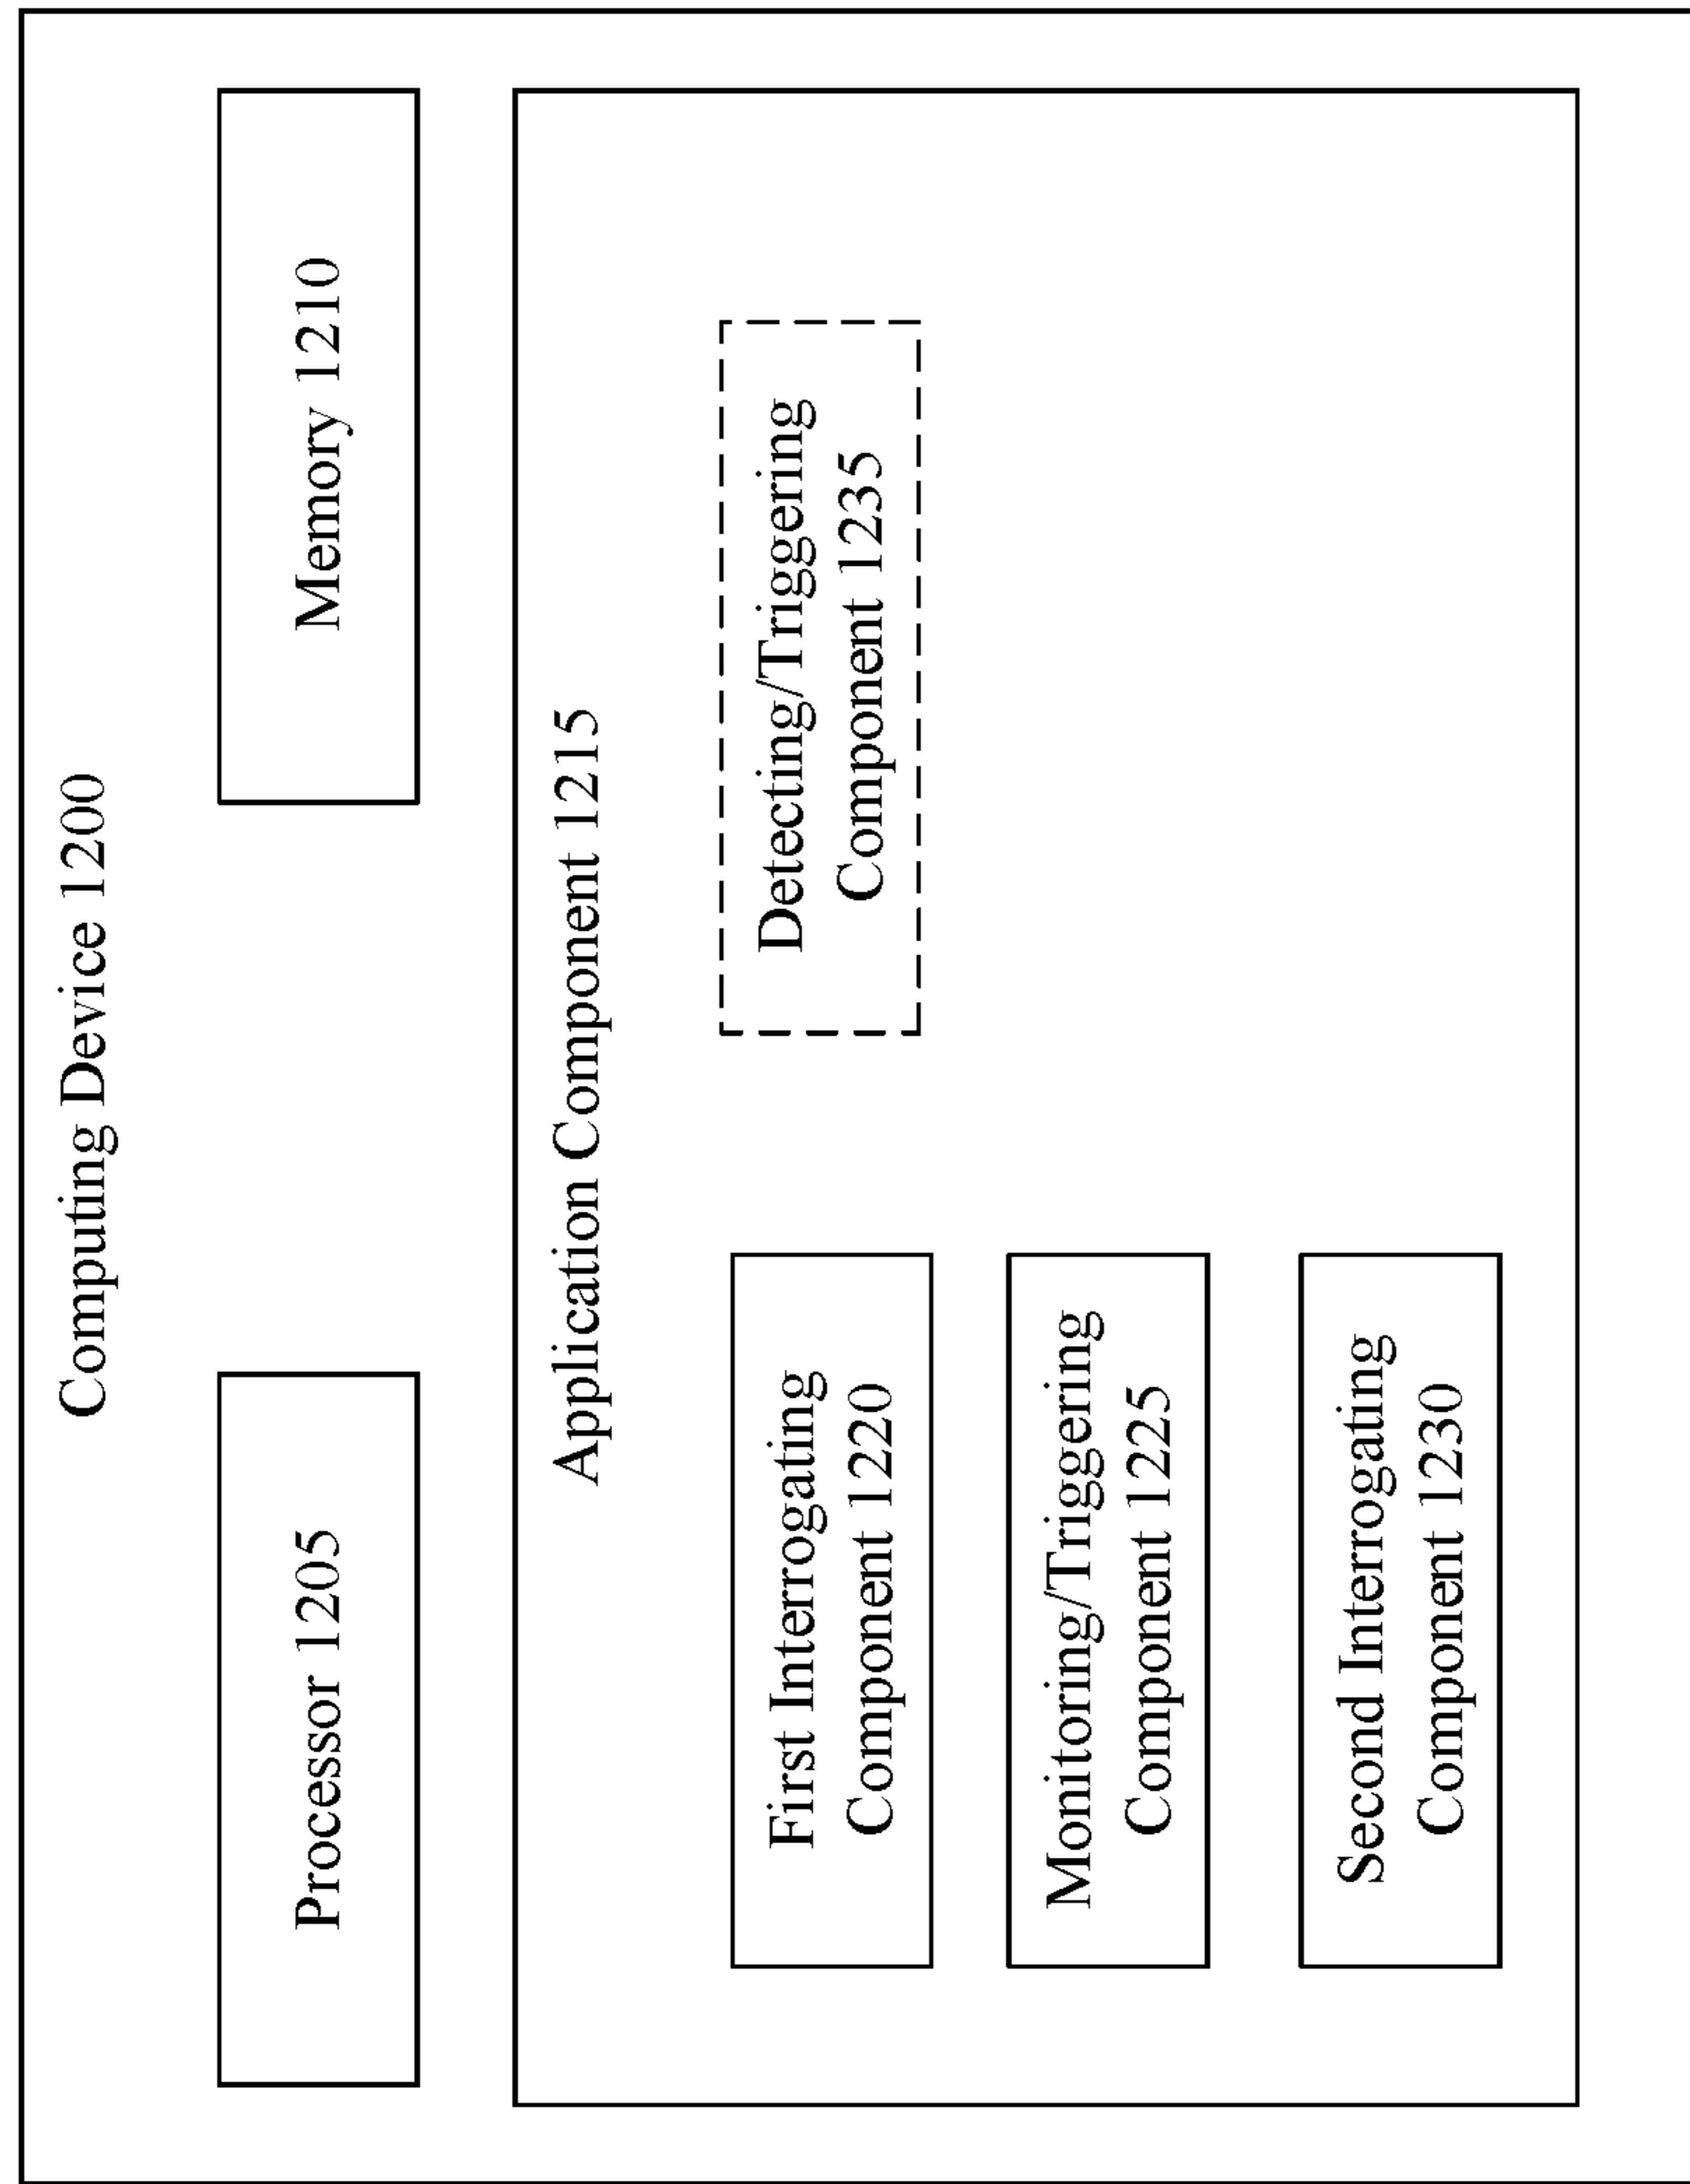 Computing Device 1200
Processor 1205
Memory 1210
Application Component 1215
First Interrogating
Component 1220
Detecting/Triggering
Component 1235
Monitoring/Triggering
Component 1225
Second Interrogating
Component 1230